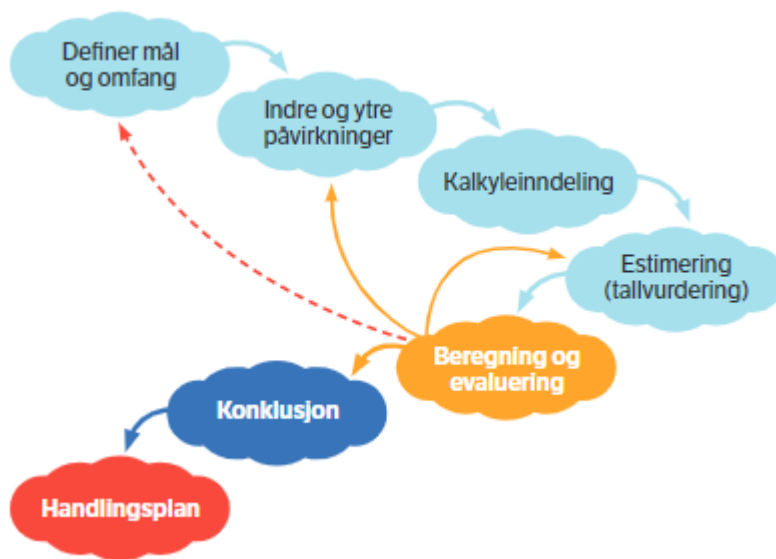 Definer mål
og omfang
Indre og ytre
påvirkninger
Kalkyleinndeling
Estimering
(tallvurdering)
Beregning og
evaluering
Konklusjon
Handlingsplan